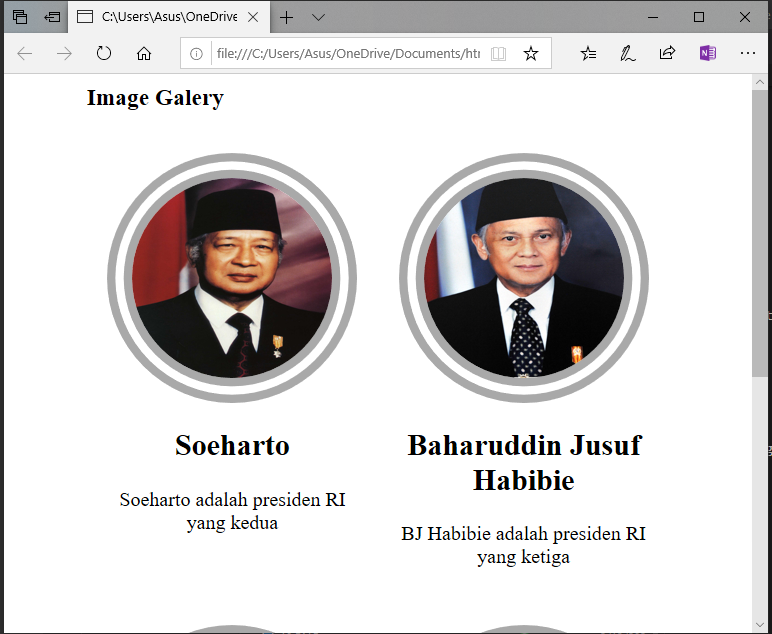 C:\Users\Asus\OneDrive
file:///C:/Users/Asus/OneDrive/Documents/htr
Image Galery
Soeharto
Baharuddin Jusuf
Habibie
Soeharto adalah presiden RI
yang kedua
BJ Habibie adalah presiden RI
yang ketiga